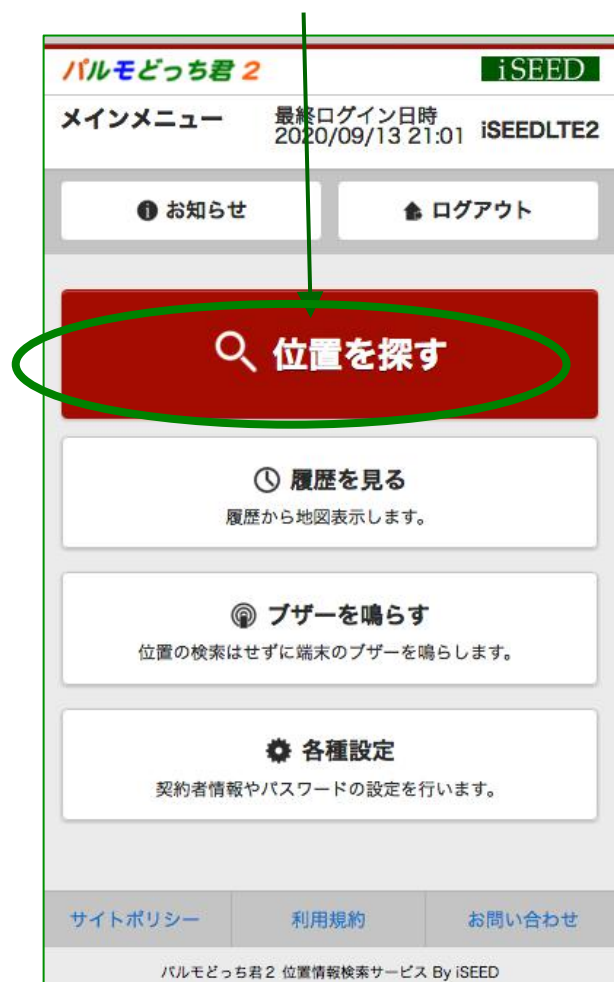 パルモどっち君２
iSEED
メインメニュー
最終ログイン日時
2020/09/13 21:01
iSEEDLTE2
お知らせ
ログアウト
位置を探す
履歴を見る
履歴から地図表示します。
ブザーを鳴らす
位置の検索はせずに端末のブザーを鳴らします。
各種設定
契約者情報やパスワードの設定を行います。
サイトポリシー
利用規約
お問い合わせ
パルモどっち君２ 位置情報検索サービス By iSEED